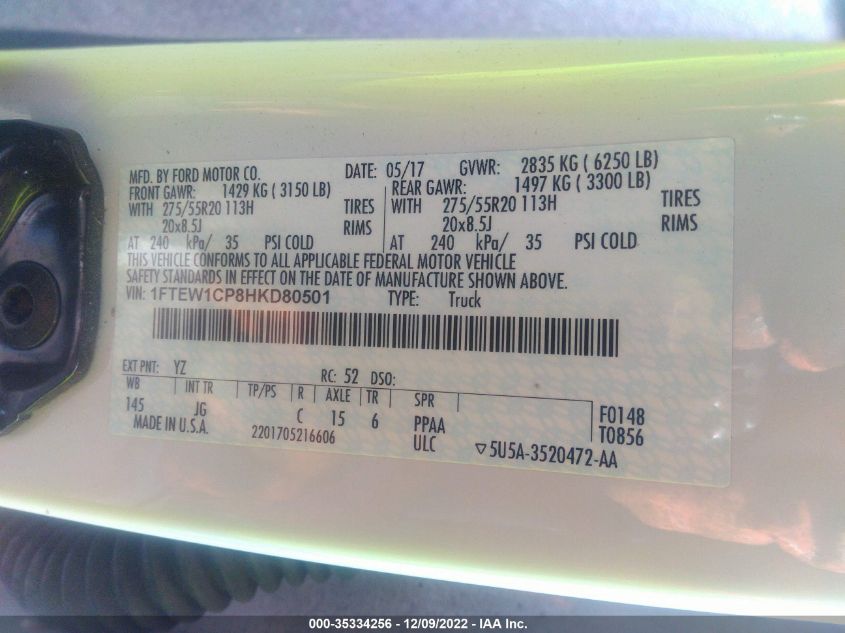 MFD. BY FORD MOTOR CO. DATE: 05/17 GVWR: 2835 KG ( 6250 LB)
FRONT GAWR: 1429 KG ( 3150 LB) REAR GAWR: 1497 KG ( 3300 LB)
WITH 275/55R20 113H TIRES WITH 275/55R20 113H TIRES
20x8.5J RIMS 20x8.5J RIMS
AT 240 kPa/ 35 PSI COLD AT 240 kPa/ 35 PSI COLD
THIS VEHICLE CONFORMS TO ALL APPLICABLE FEDERAL MOTOR VEHICLE
SAFETY STANDARDS IN EFFECT ON THE DATE OF MANUFACTURE SHOWN ABOVE.
VIN: 1FTEW1CP8HKD80501 TYPE: Truck
EXT PNT: YZ RC: 52 DSO:
WB INT TR TP/PS R AXLE TR SPR
145 JG C 15 6 PPAA F0148
MADE IN U.S.A. 2201705216606 ULC T0856
▽5U5A-3520472-AA
000-35334256 - 12/09/2022 - IAA Inc.